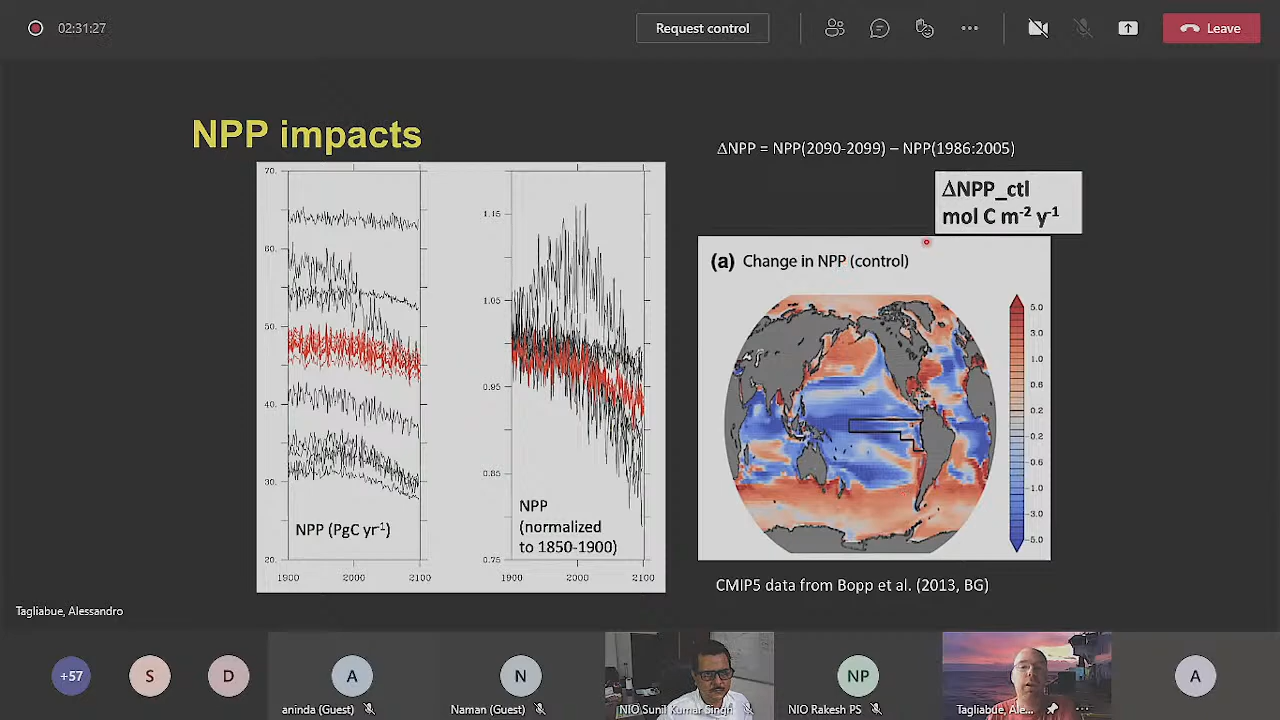 02:31:27
Request control
Leave
NPP impacts
ΔNPP = NPP(2090-2099) – NPP(1986:2005)
ΔNPP_ctl
mol C m-2 y-1
70.
60.
50.
40.
30.
20.
1900
2000
2100
NPP (PgC yr-1)
1.15
1.05
0.95
0.85
0.75
1900
2000
2100
NPP
(normalized
to 1850-1900)
(a) Change in NPP (control)
5.0
3.0
1.0
0.6
0.2
0.2
0.6
1.0
3.0
5.0
CMIP5 data from Bopp et al. (2013, BG)
Tagliabue, Alessandro
+57
S
D
A
aninda (Guest)
N
Naman (Guest)
NIO Sunil Kumar Singh
NP
NIO Rakesh PS
Tagliabue, Ale...
A